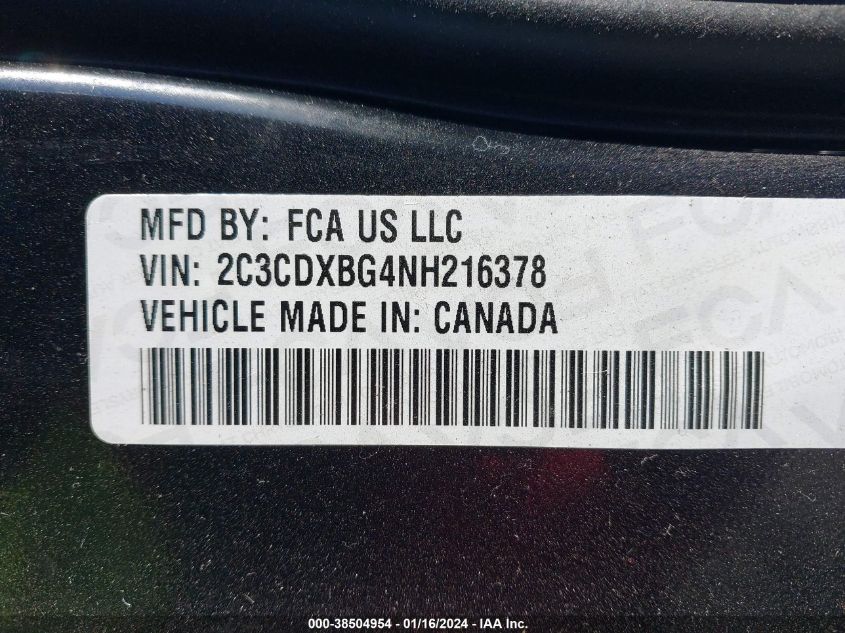 MFD BY: FCA US LLC
VIN: 2C3CDXBG4NH216378
VEHICLE MADE IN: CANADA
000-38504954 - 01/16/2024 - IAA Inc.